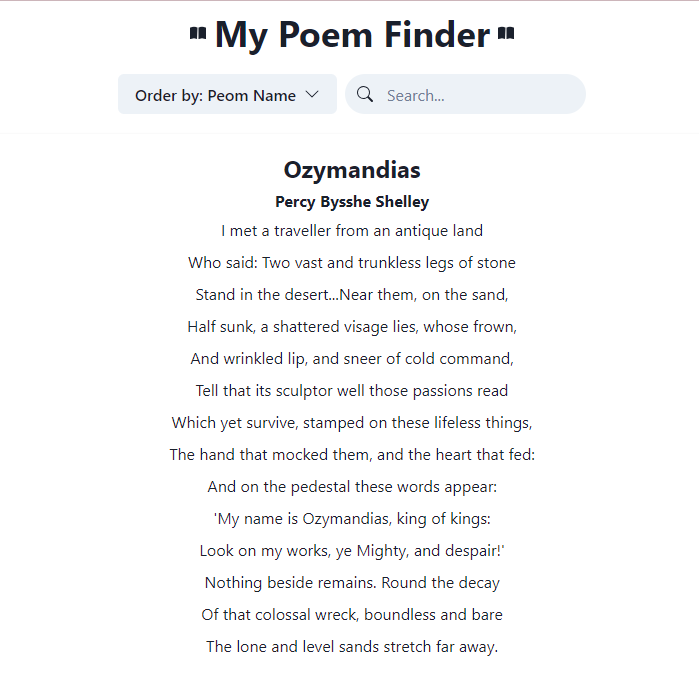 My Poem Finder
Order by: Peom Name
Search...
Ozymandias
Percy Bysshe Shelley
I met a traveller from an antique land
Who said: Two vast and trunkless legs of stone
Stand in the desert...Near them, on the sand,
Half sunk, a shattered visage lies, whose frown,
And wrinkled lip, and sneer of cold command,
Tell that its sculptor well those passions read
Which yet survive, stamped on these lifeless things,
The hand that mocked them, and the heart that fed:
And on the pedestal these words appear:
'My name is Ozymandias, king of kings:
Look on my works, ye Mighty, and despair!'
Nothing beside remains. Round the decay
Of that colossal wreck, boundless and bare
The lone and level sands stretch far away.